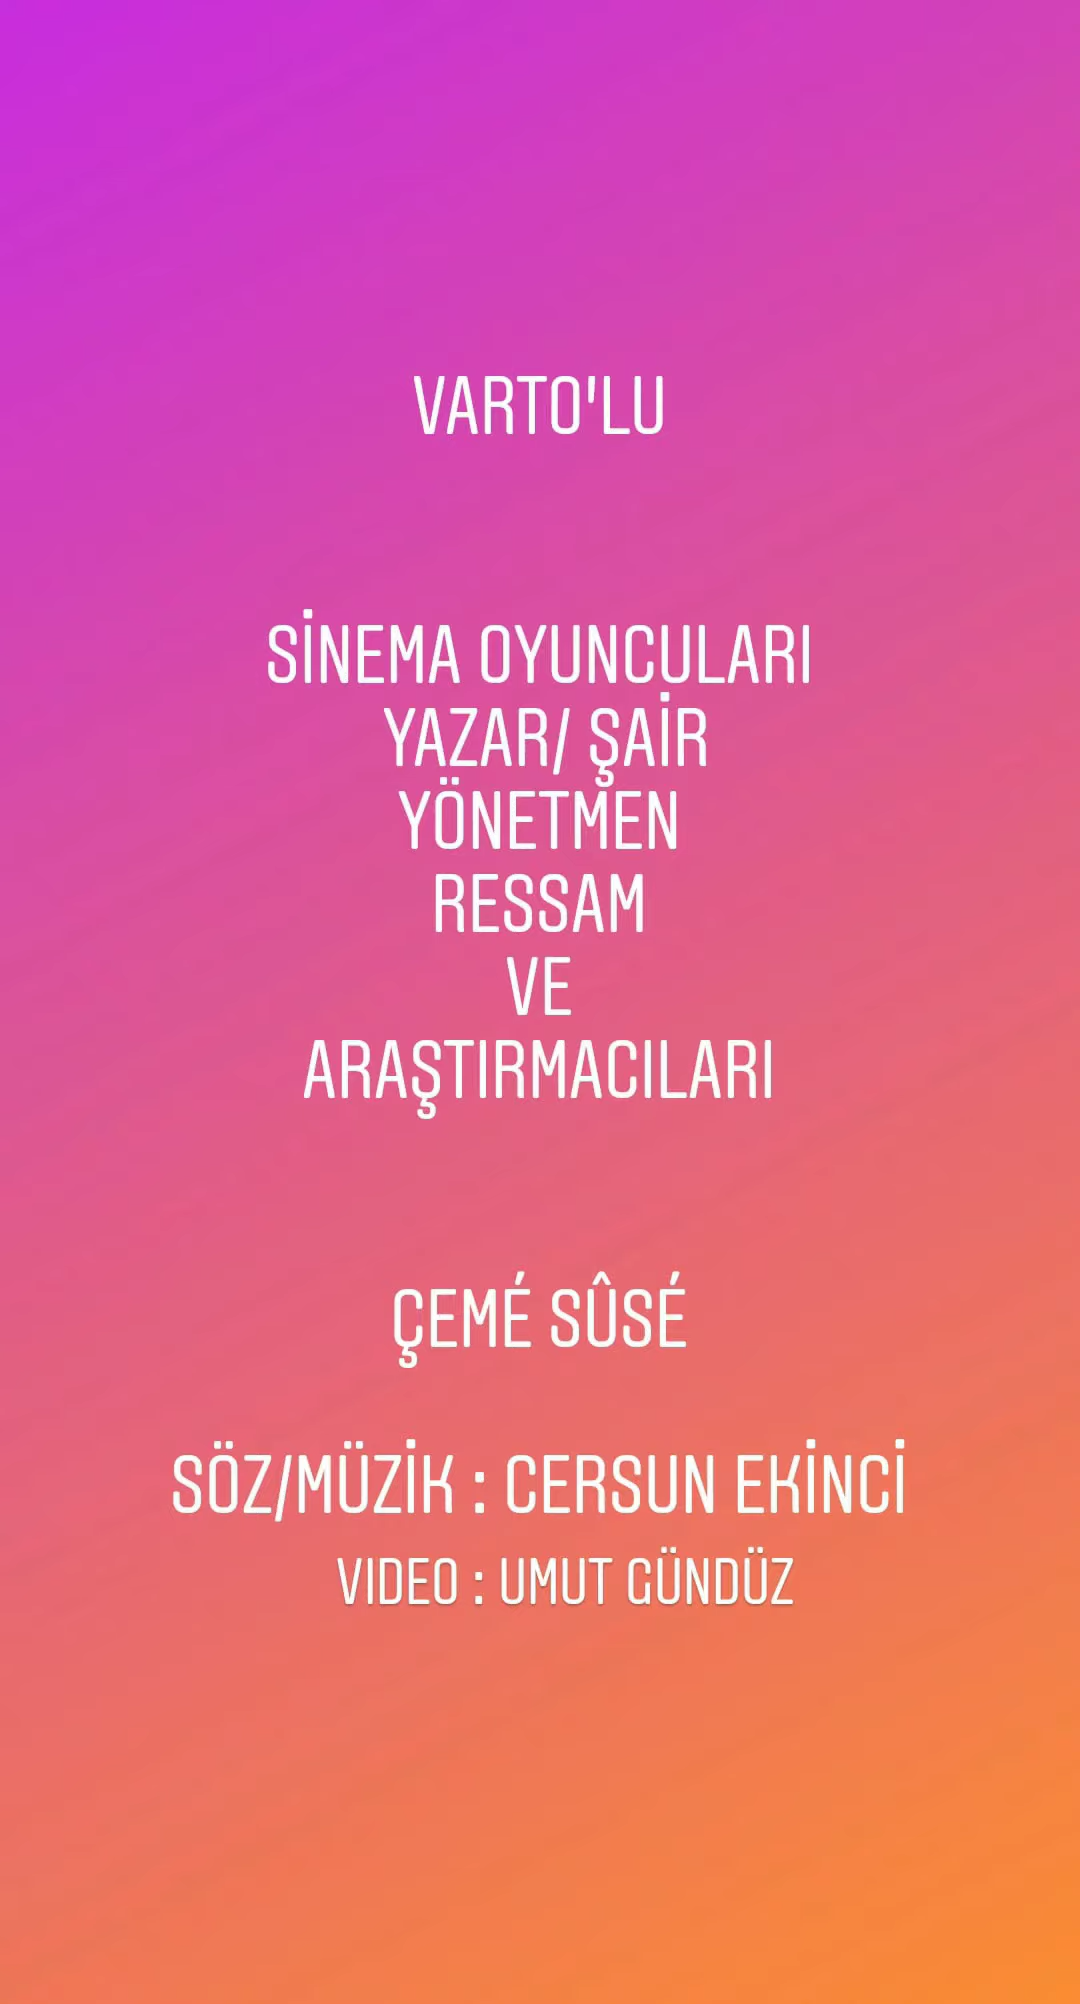 VARTO'LU
SİNEMA OYUNCULARI
YAZAR/ ŞAİR
YÖNETMEN
RESSAM
VE
ARAŞTIRMACILARI
ÇEMÉ SÛSÉ
SÖZ/MÜZİK : CERSUN EKİNCİ
VIDEO : UMUT GÜNDÜZ